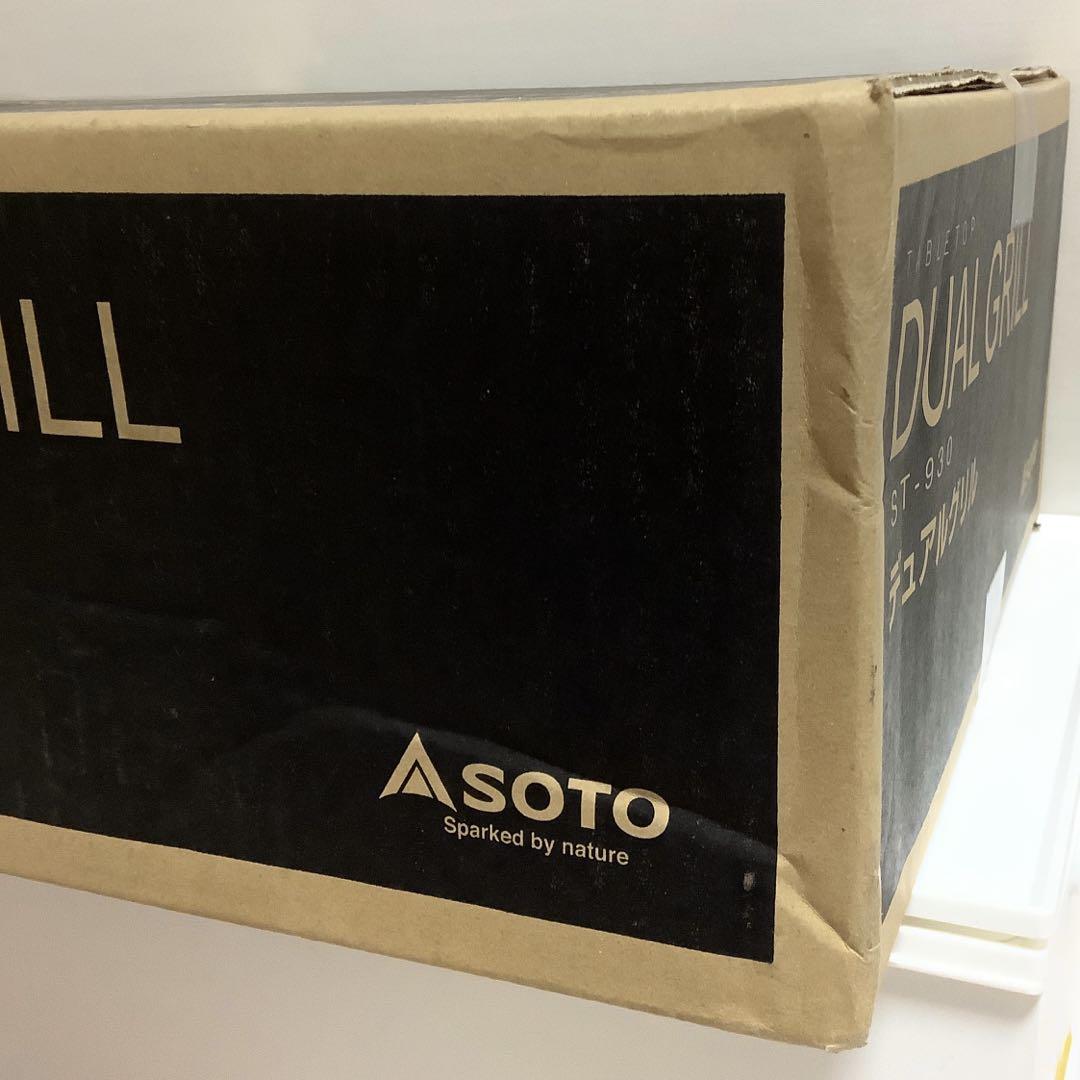 ILL
SOTO
Sparked by nature
TABLETOP
DUAL GRILL
ST-930
デュアルグリル